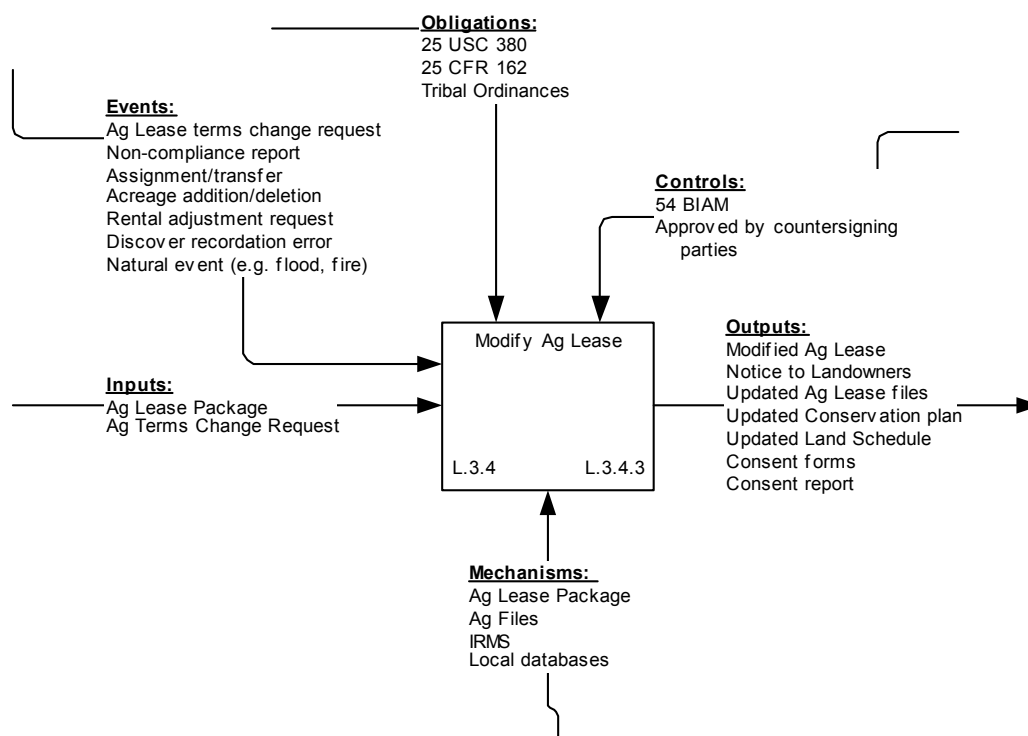 Obligations:
25 USC 380
25 CFR 162
Tribal Ordinances
Events:
Ag Lease terms change request
Non-compliance report
Assignment/transfer
Acreage addition/deletion
Rental adjustment request
Discover recordation error
Natural event (e.g. flood, fire)
Controls:
54 BIAM
Approved by countersigning
parties
Inputs:
Ag Lease Package
Ag Terms Change Request
Modify Ag Lease
L.3.4
L.3.4.3
Outputs:
Modified Ag Lease
Notice to Landowners
Updated Ag Lease files
Updated Conservation plan
Updated Land Schedule
Consent forms
Consent report
Mechanisms:
Ag Lease Package
Ag Files
IRMS
Local databases